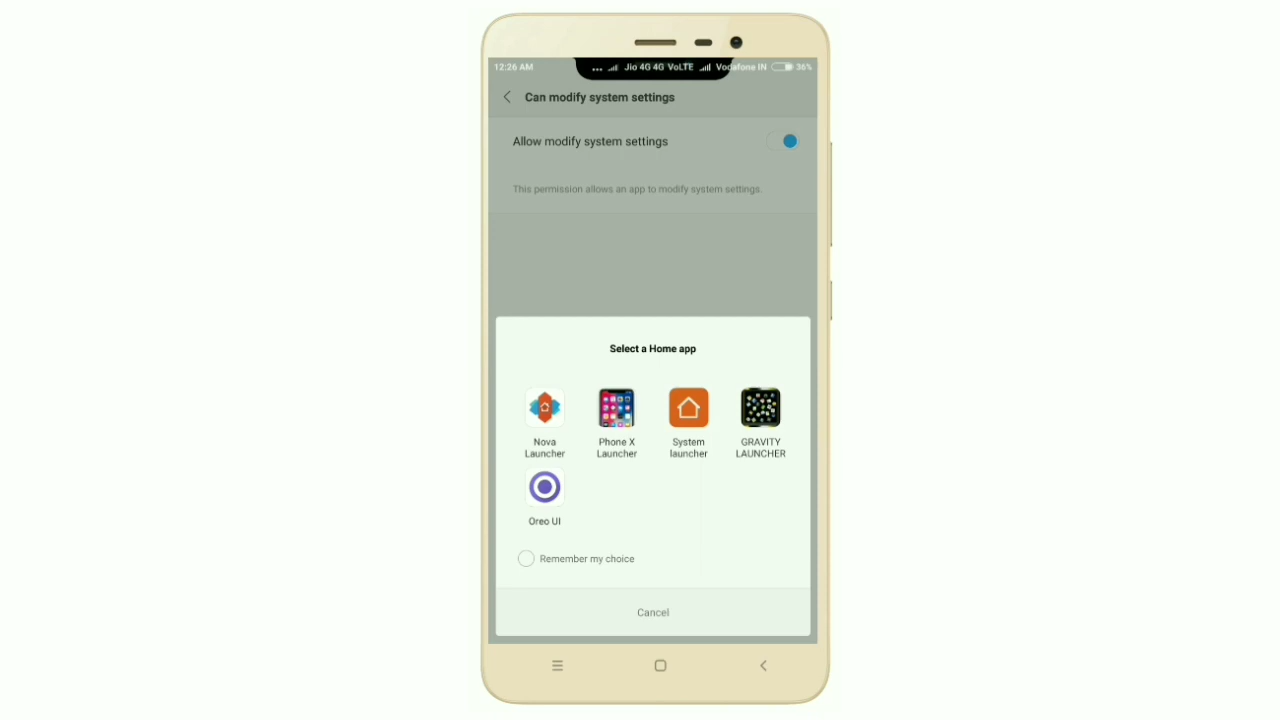 12:26 AM ... Jio 4G 4G VoLTE Vodafone IN 36%
Can modify system settings
Allow modify system settings
This permission allows an app to modify system settings.
Select a Home app
Nova Launcher
Phone X Launcher
System launcher
GRAVITY LAUNCHER
Oreo UI
Remember my choice
Cancel